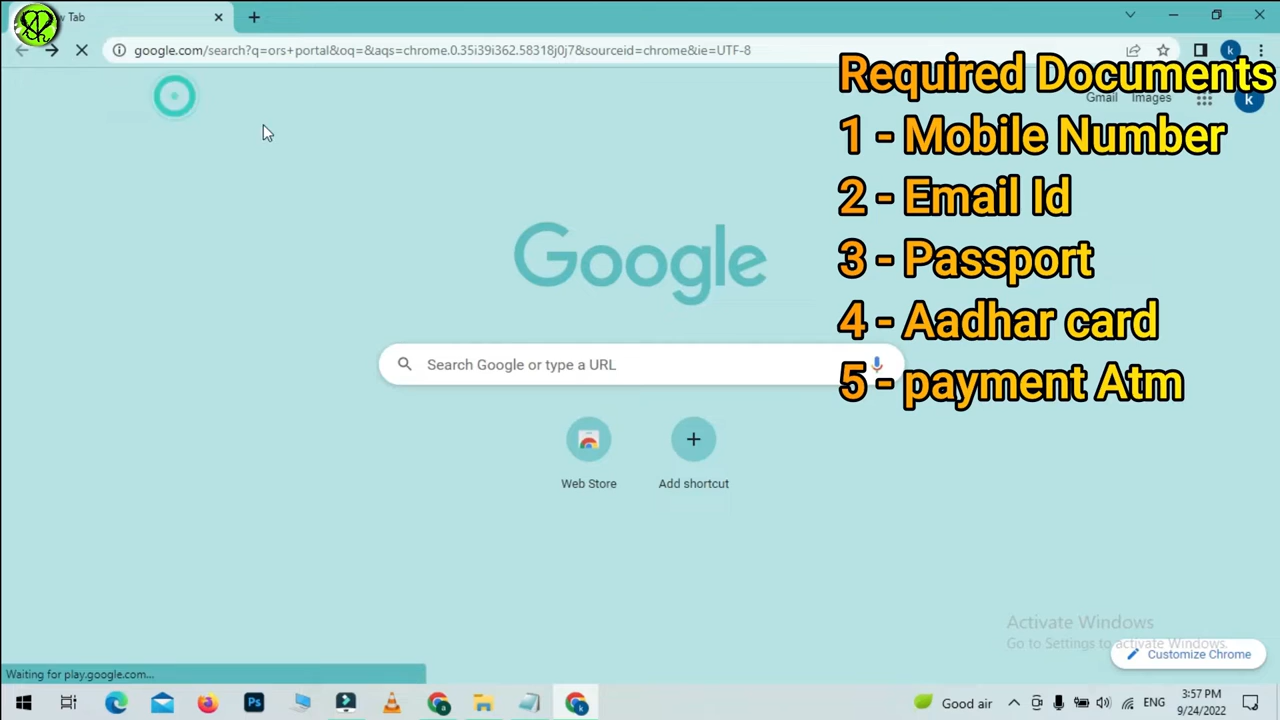 Tab
google.com/search?q=ors+portal&oq=&aqs=chrome.0.35i39i362.58318j0j7&sourceid=chrome&ie=UTF-8
k
Gmail Images
k
Required Documents
1 - Mobile Number
2 - Email Id
3 - Passport
4 - Aadhar card
5 - payment Atm
Google
Search Google or type a URL
Web Store
Add shortcut
Activate Windows
Go to Settings to activate Windows.
Customize Chrome
Waiting for play.google.com...
Ps
a
k
Good air
ENG
3:57 PM
9/24/2022